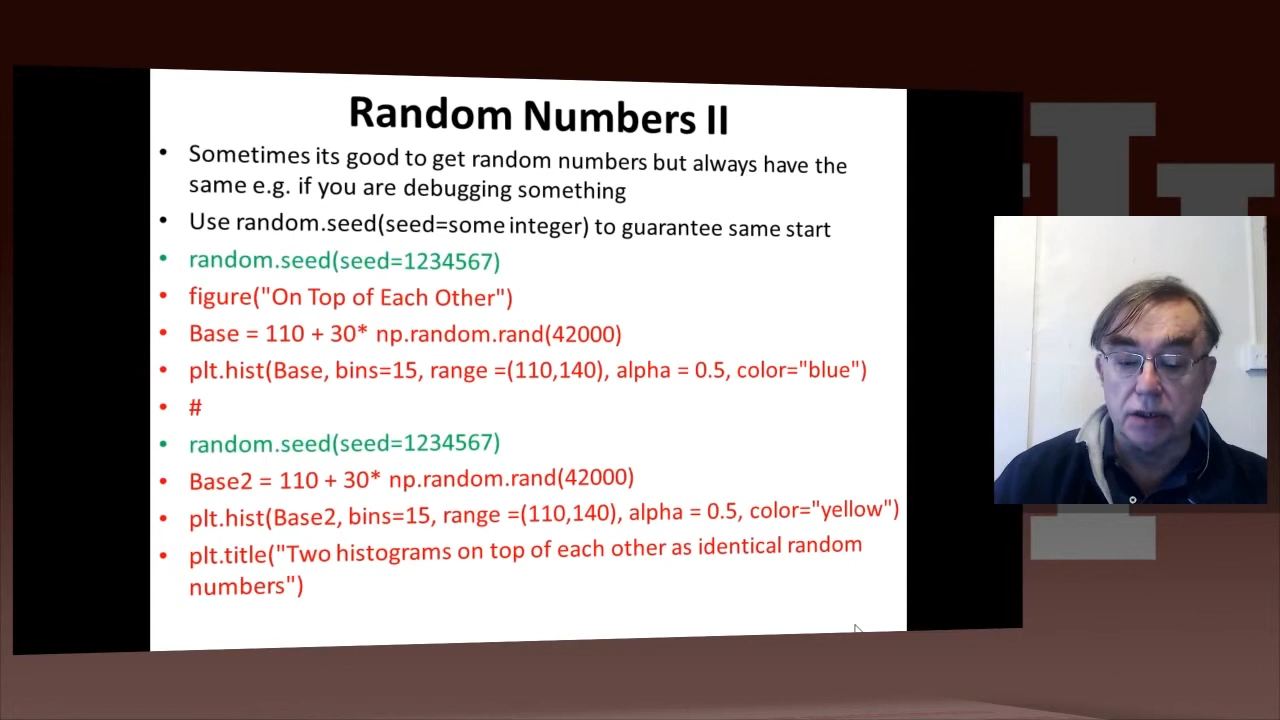 Random Numbers II
• Sometimes its good to get random numbers but always have the
same e.g. if you are debugging something
• Use random.seed(seed=some integer) to guarantee same start
• random.seed(seed=1234567)
• figure("On Top of Each Other")
• Base = 110 + 30* np.random.rand(42000)
• plt.hist(Base, bins=15, range =(110,140), alpha = 0.5, color="blue")
• #
• random.seed(seed=1234567)
• Base2 = 110 + 30* np.random.rand(42000)
• plt.hist(Base2, bins=15, range =(110,140), alpha = 0.5, color="yellow")
• plt.title("Two histograms on top of each other as identical random
numbers")